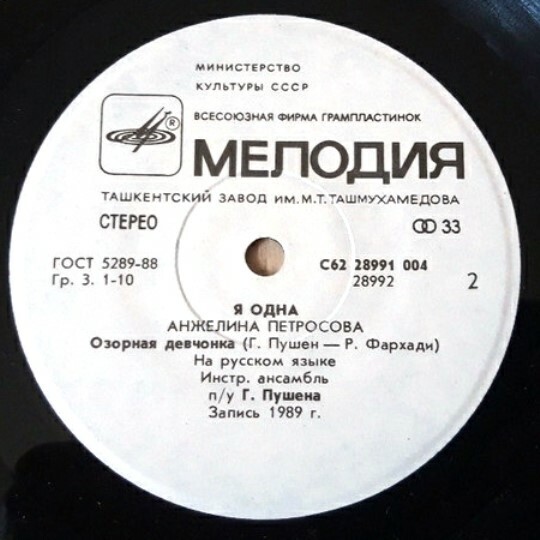 МИНИСТЕРСТВО
КУЛЬТУРЫ СССР
ВСЕСОЮЗНАЯ ФИРМА ГРАМПЛАСТИНОК
® МЕЛОДИЯ
ТАШКЕНТСКИЙ ЗАВОД ИМ.М.Т.ТАШМУХАМЕДОВА
СТЕРЕО 33
ГОСТ 5289-88 С62 28991 004
Гр. 3. 1-10 28992 2
Я ОДНА
АНЖЕЛИНА ПЕТРОСОВА
Озорная девчонка (Г. Пушен — Р. Фархади)
На русском языке
Инстр. ансамбль
п/у Г. Пушена
Запись 1989 г.